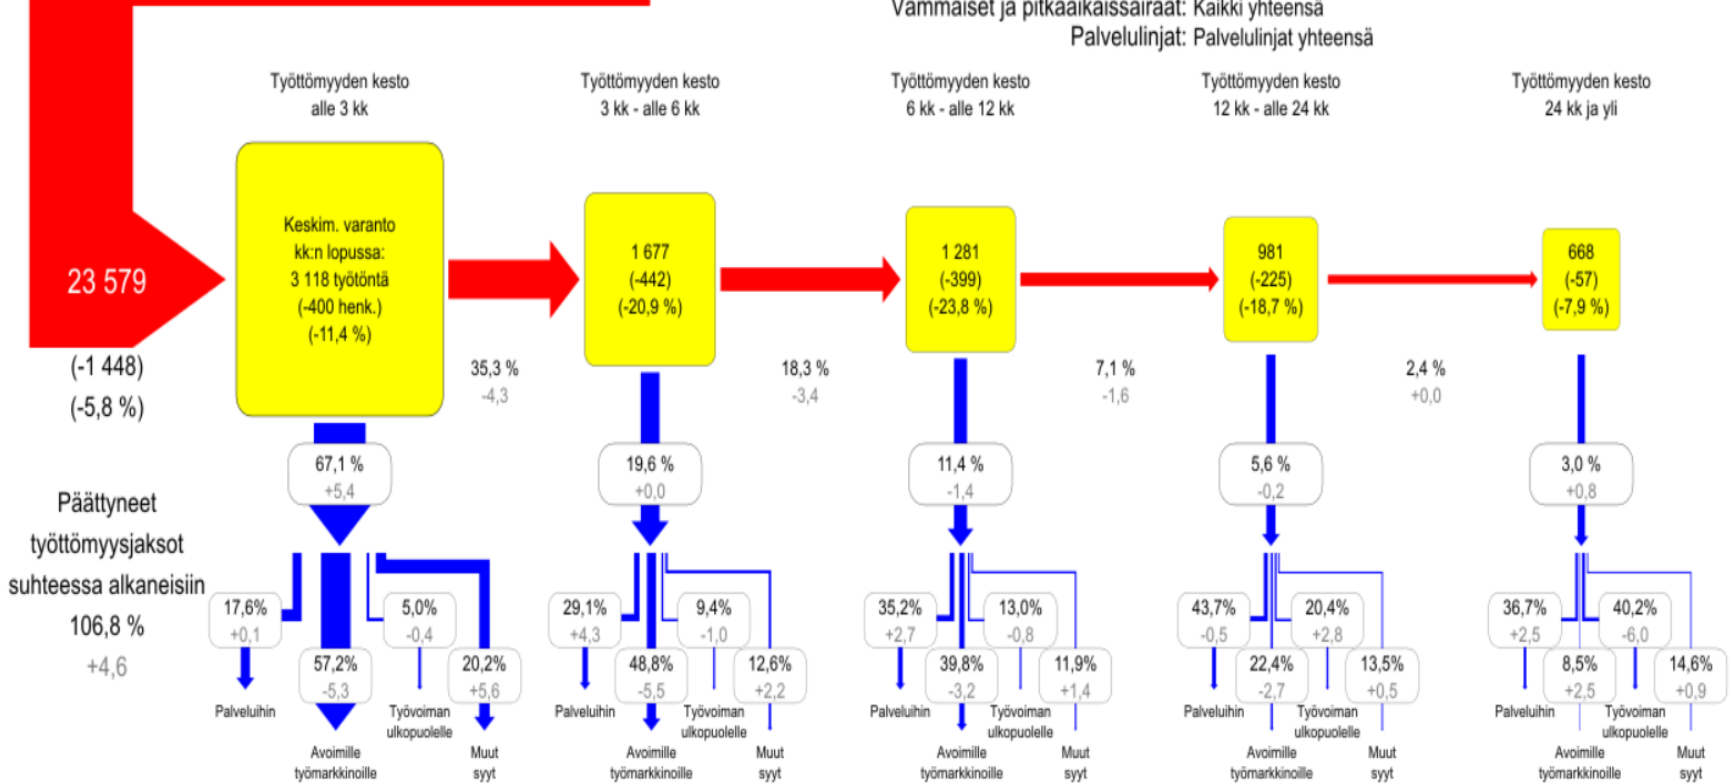 Vammaiset ja pitkäaikaissairaat: Kaikki yhteensä
Palvelulinjat: Palvelulinjat yhteensä
Työttömyyden kesto
alle 3 kk
Työttömyyden kesto
3 kk - alle 6 kk
Työttömyyden kesto
6 kk - alle 12 kk
Työttömyyden kesto
12 kk - alle 24 kk
Työttömyyden kesto
24 kk ja yli
23 579
(-1 448)
(-5,8 %)
Keskim. varanto
kk:n lopussa:
3 118 työtöntä
(-400 henk.)
(-11,4 %)
1 677
(-442)
(-20,9 %)
1 281
(-399)
(-23,8 %)
981
(-225)
(-18,7 %)
668
(-57)
(-7,9 %)
35,3 %
-4,3
18,3 %
-3,4
7,1 %
-1,6
2,4 %
+0,0
67,1 %
+5,4
19,6 %
+0,0
11,4 %
-1,4
5,6 %
-0,2
3,0 %
+0,8
Päättyneet
työttömyysjaksot
suhteessa alkaneisiin
106,8 %
+4,6
17,6%
+0,1
57,2%
-5,3
5,0%
-0,4
20,2%
+5,6
Palveluihin
Avoimille
työmarkkinoille
Työvoiman
ulkopuolelle
Muut
syyt
29,1%
+4,3
48,8%
-5,5
9,4%
-1,0
12,6%
+2,2
Palveluihin
Avoimille
työmarkkinoille
Työvoiman
ulkopuolelle
Muut
syyt
35,2%
+2,7
39,8%
-3,2
13,0%
-0,8
11,9%
+1,4
Palveluihin
Avoimille
työmarkkinoille
Työvoiman
ulkopuolelle
Muut
syyt
43,7%
-0,5
22,4%
-2,7
20,4%
+2,8
13,5%
+0,5
Palveluihin
Avoimille
työmarkkinoille
Työvoiman
ulkopuolelle
Muut
syyt
36,7%
+2,5
8,5%
+2,5
40,2%
-6,0
14,6%
+0,9
Palveluihin
Avoimille
työmarkkinoille
Työvoiman
ulkopuolelle
Muut
syyt